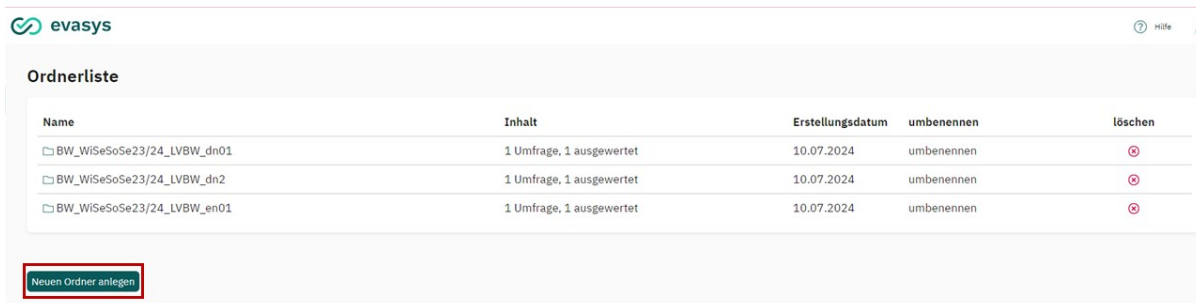 evasys
Hilfe
Ordnerliste
Name Inhalt Erstellungsdatum umbenennen löschen
BW_WiSeSoSe23/24_LVBW_dn01 1 Umfrage, 1 ausgewertet 10.07.2024 umbenennen
BW_WiSeSoSe23/24_LVBW_dn2 1 Umfrage, 1 ausgewertet 10.07.2024 umbenennen
BW_WiSeSoSe23/24_LVBW_en01 1 Umfrage, 1 ausgewertet 10.07.2024 umbenennen
Neuen Ordner anlegen